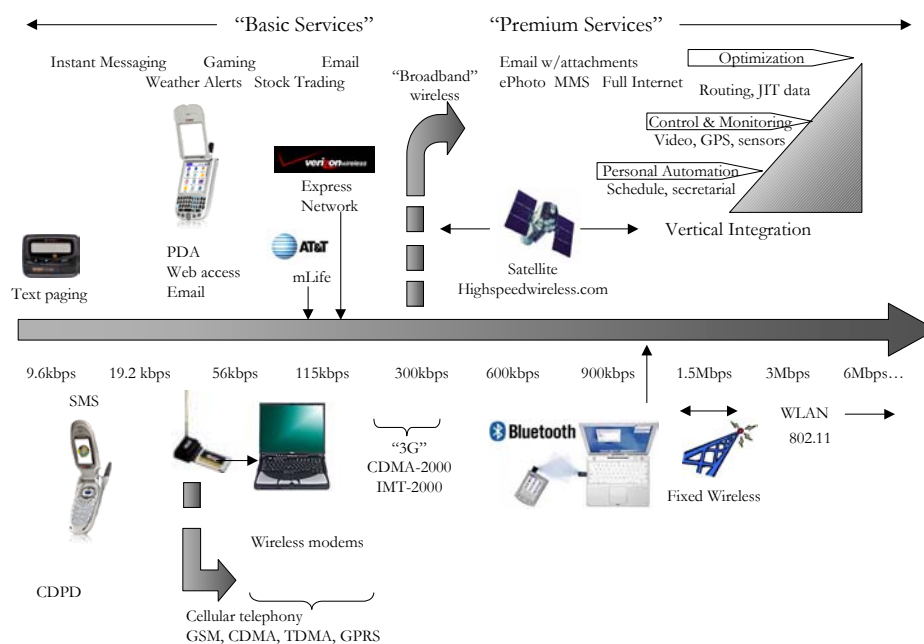 “Basic Services”
“Premium Services”
Instant Messaging Gaming Email
Weather Alerts Stock Trading
“Broadband”
wireless
Email w/attachments
ePhoto MMS Full Internet
Optimization
Routing, JIT data
Control & Monitoring
Video, GPS, sensors
Personal Automation
Schedule, secretarial
Vertical Integration
verizon wireless
Express
Network
AT&T
mLife
PDA
Web access
Email
Text paging
Satellite
Highspeedwireless.com
9.6kbps 19.2 kbps 56kbps 115kbps 300kbps 600kbps 900kbps 1.5Mbps 3Mbps 6Mbps…
SMS
“3G”
CDMA-2000
IMT-2000
Bluetooth
Fixed Wireless
WLAN
802.11
Wireless modems
CDPD
Cellular telephony
GSM, CDMA, TDMA, GPRS